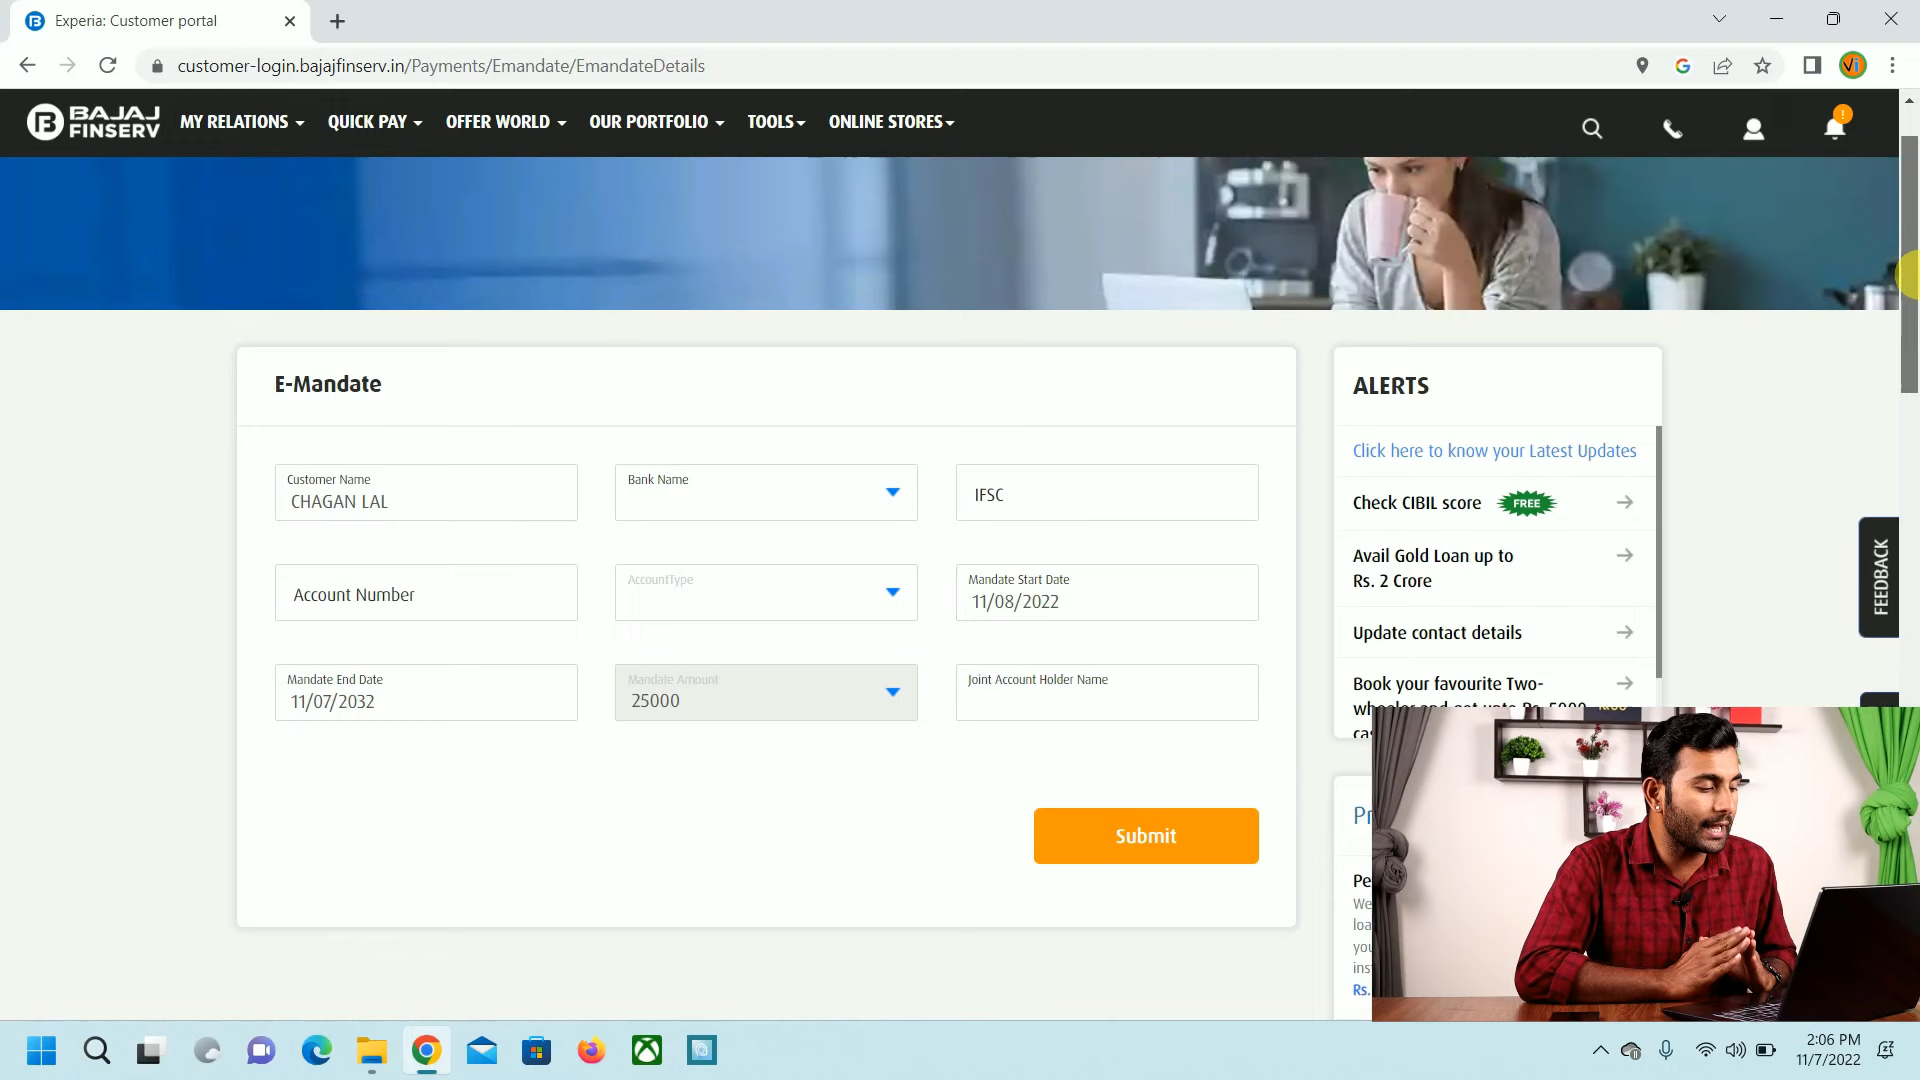 Experia: Customer portal
customer-login.bajajfinserv.in/Payments/Emandate/EmandateDetails
BAJAJ
FINSERV
MY RELATIONS
QUICK PAY
OFFER WORLD
OUR PORTFOLIO
TOOLS
ONLINE STORES
E-Mandate
Customer Name
CHAGAN LAL
Bank Name
IFSC
Account Number
AccountType
Mandate Start Date
11/08/2022
Mandate End Date
11/07/2032
Mandate Amount
25000
Joint Account Holder Name
Submit
ALERTS
Click here to know your Latest Updates
Check CIBIL score FREE
Avail Gold Loan up to
Rs. 2 Crore
Update contact details
Book your favourite Two-
FEEDBACK
Rs.
2:06 PM
11/7/2022